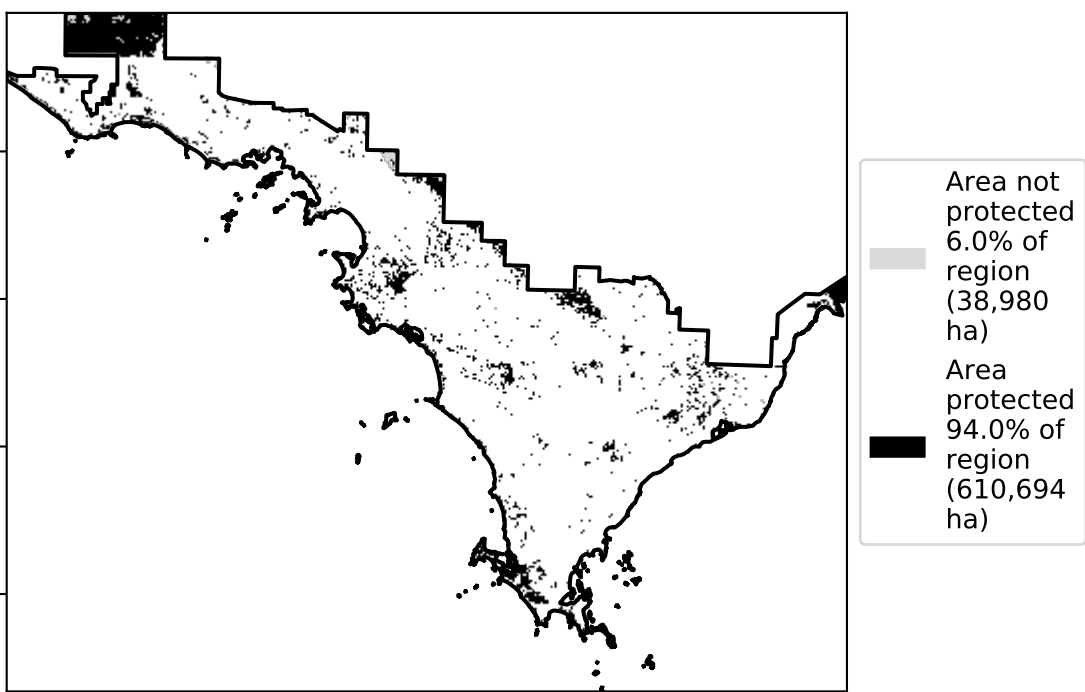 Area not
protected
6.0% of
region
(38,980
ha)
Area
protected
94.0% of
region
(610,694
ha)